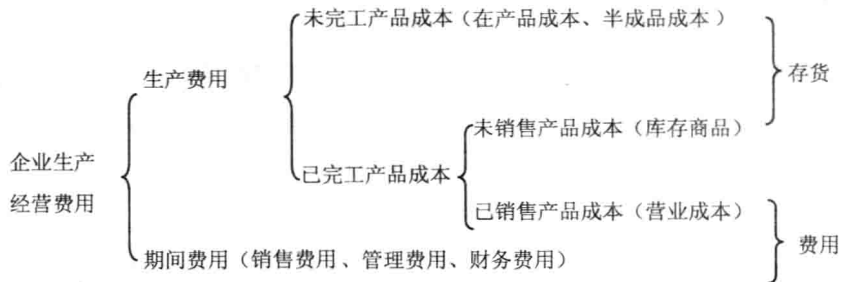 未完工产品成本（在产品成本、半成品成本）
生产费用
存货
未销售产品成本（库存商品）
企业生产
经营费用
已完工产品成本
已销售产品成本（营业成本）
费用
期间费用（销售费用、管理费用、财务费用）